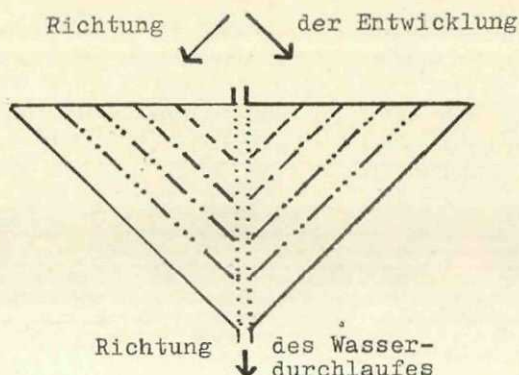 Richtung der Entwicklung
Richtung des Wasser-
durchlaufes